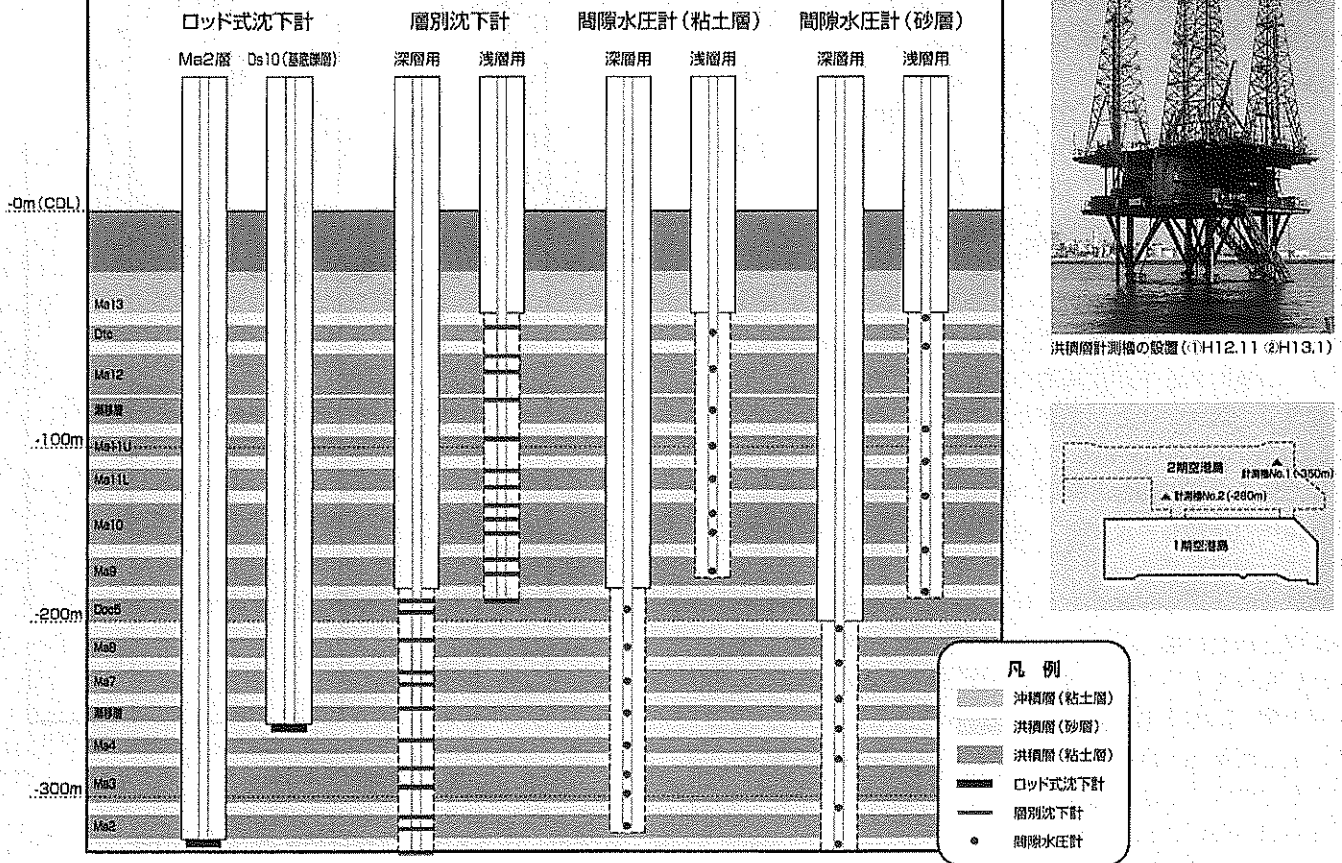 ロッド式沈下計 層別沈下計 間隙水圧計(粘土層) 間隙水圧計(砂層)
Ma2層 Ds10(基底礫層) 深層用 浅層用 深層用 浅層用 深層用 浅層用
-0m(CDL)
Ma13
Dtc
Ma12
-100m
Ma11U
Ma11L
Ma10
Ma9
Doc5
-200m
Ma8
Ma7
Ma4
Ma3
-300m
Ma2
洪積層計測櫓の設置(①H12.11 ②H13.1)
2期空港島
計測櫓No.1(-350m)
計測櫓No.2(-280m)
1期空港島
凡例
沖積層(粘土層)
洪積層(砂層)
洪積層(粘土層)
ロッド式沈下計
層別沈下計
間隙水圧計